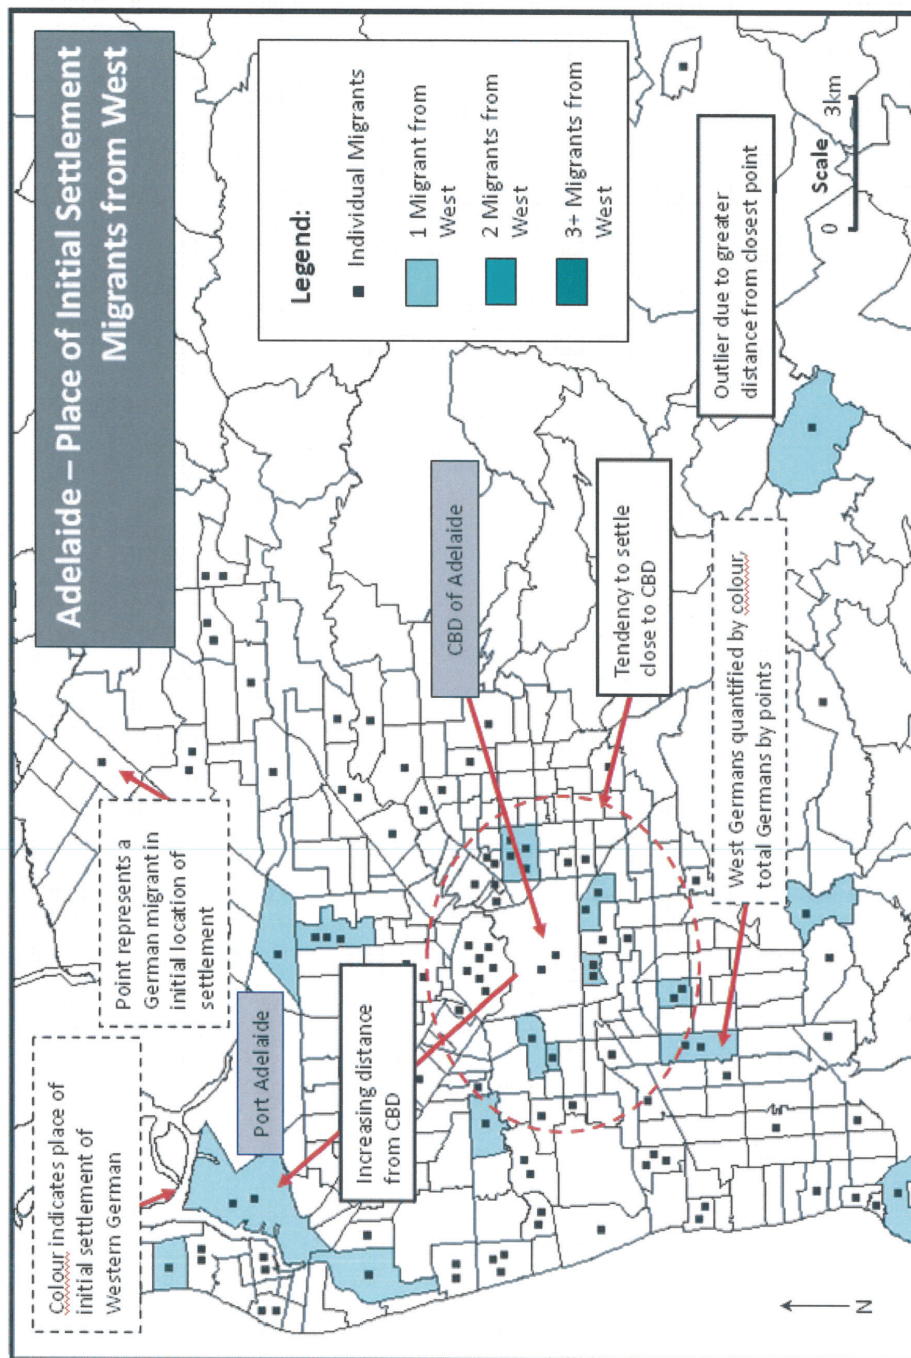 Adelaide – Place of Initial Settlement
Migrants from West
Legend:
Individual Migrants
1 Migrant from
West
2 Migrants from
West
3+ Migrants from
West
Colour indicates place of
initial settlement of
Western German
Point represents a
German migrant in
initial location of
settlement
Port Adelaide
Increasing distance
from CBD
CBD of Adelaide
Tendency to settle
close to CBD
West Germans quantified by colour,
total Germans by points
Outlier due to greater
distance from closest point
Scale
0 3km
N